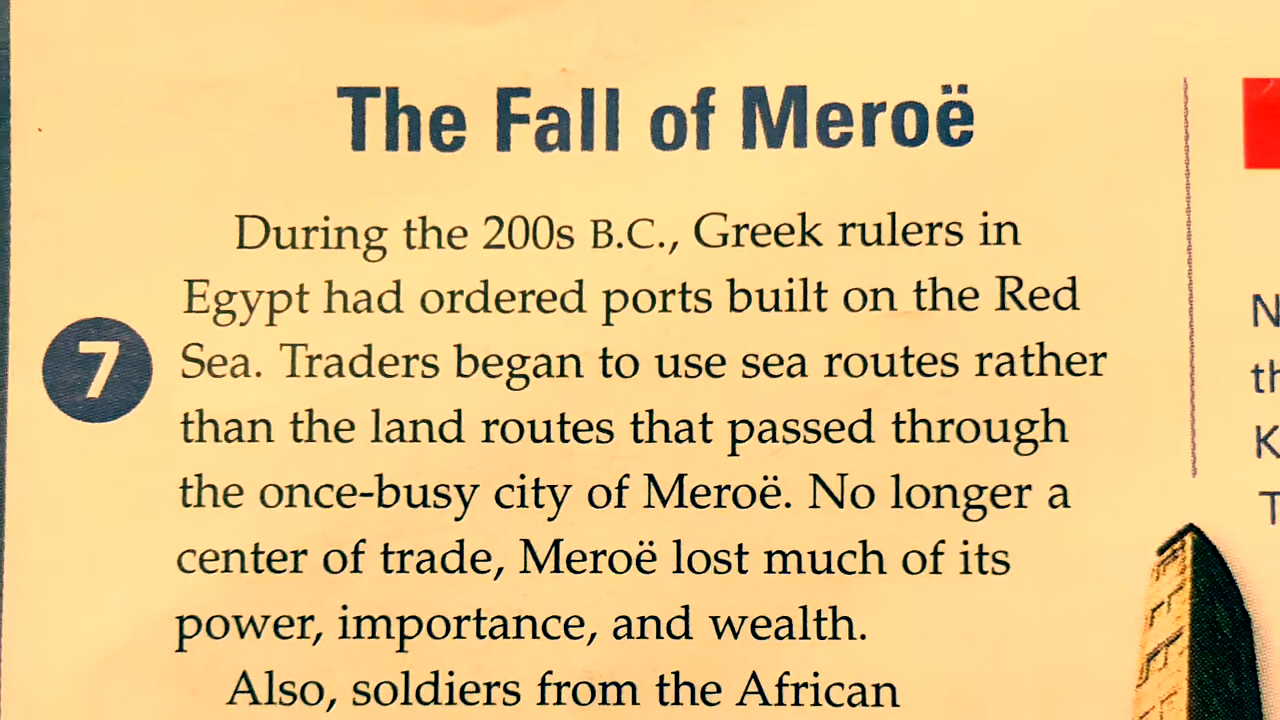 The Fall of Meroë
During the 200s B.C., Greek rulers in
Egypt had ordered ports built on the Red
7
Sea. Traders began to use sea routes rather
than the land routes that passed through
the once-busy city of Meroë. No longer a
center of trade, Meroë lost much of its
power, importance, and wealth.
Also, soldiers from the African